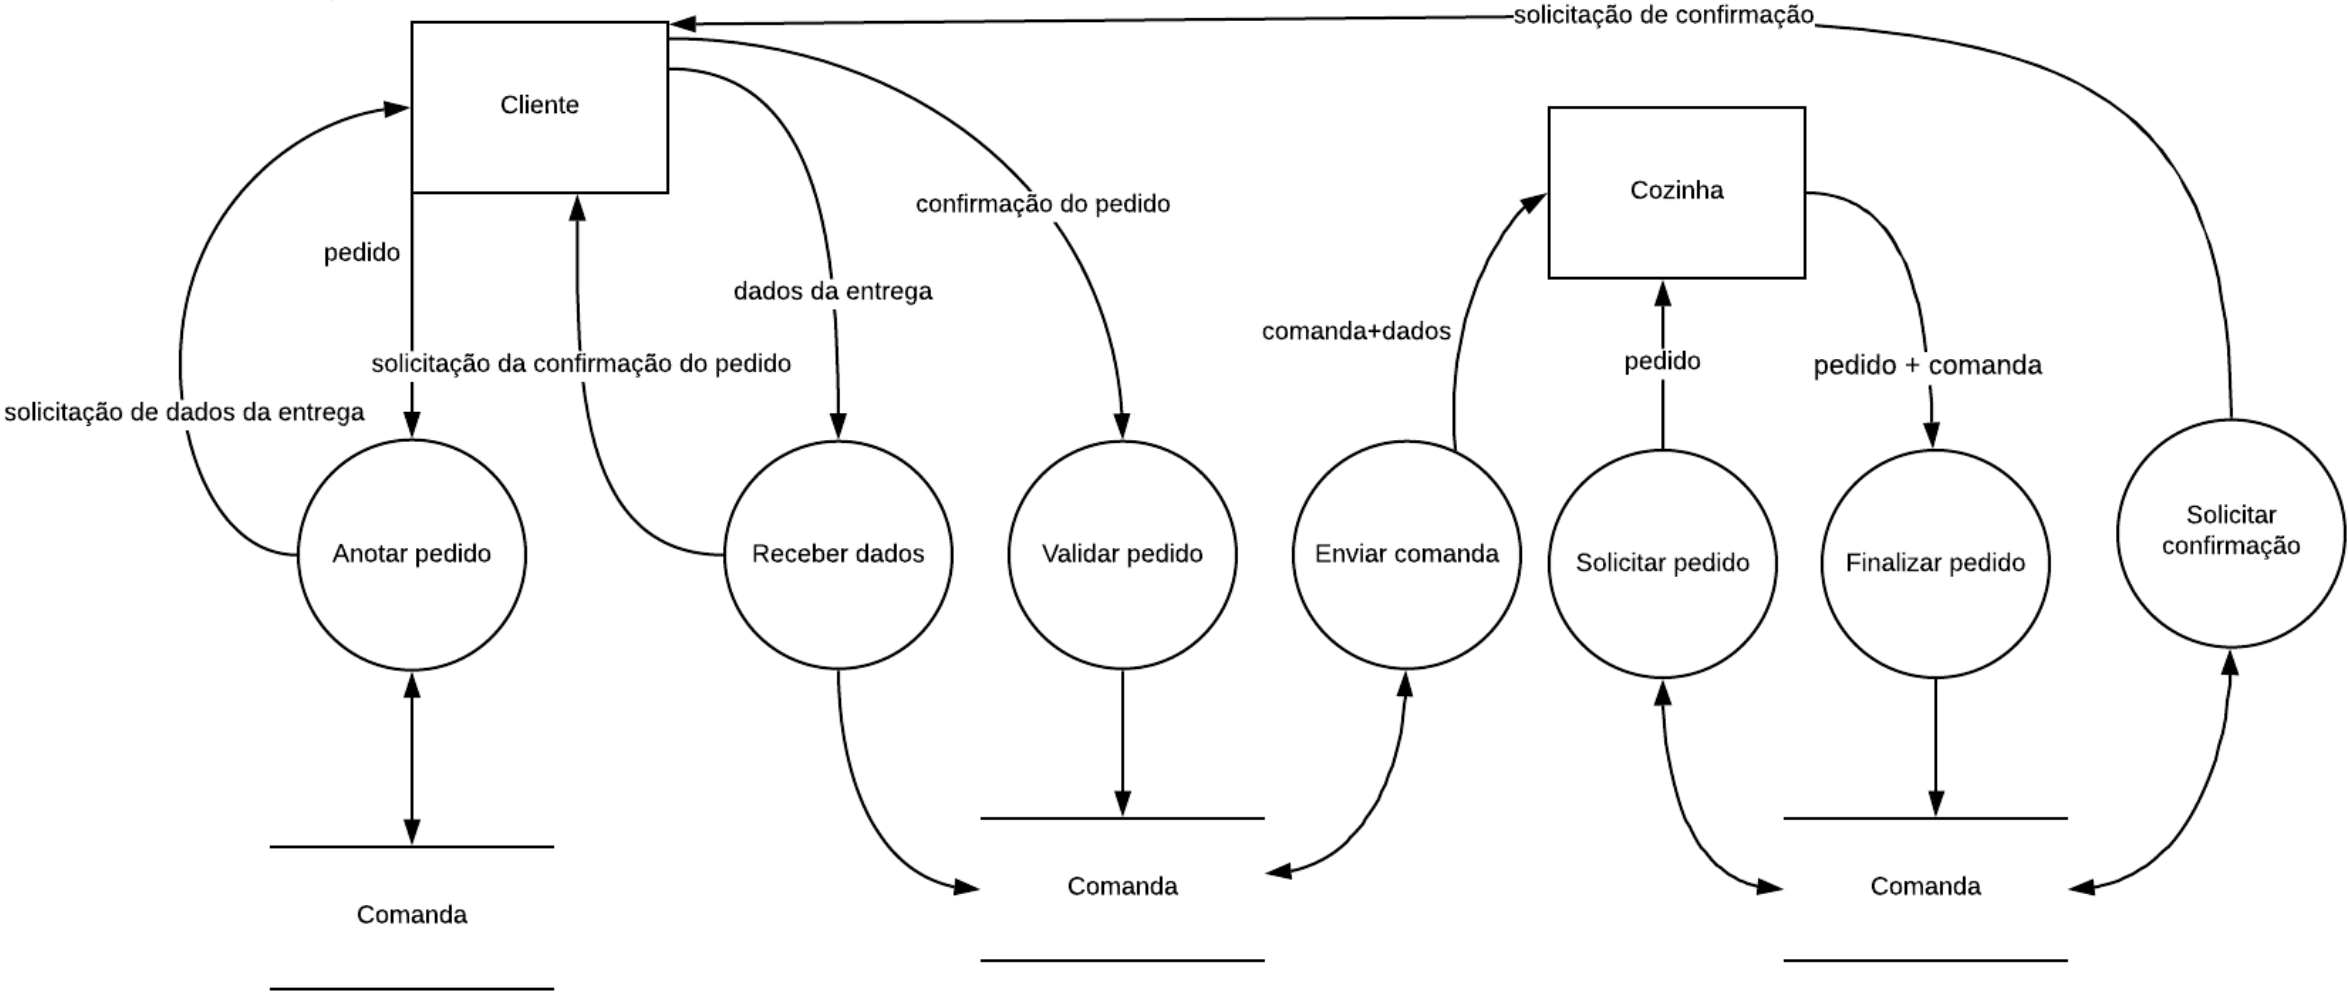 solicitação de confirmação
Cliente
Cozinha
confirmação do pedido
pedido
dados da entrega
comanda+dados
pedido
pedido + comanda
solicitação da confirmação do pedido
solicitação de dados da entrega
Anotar pedido
Receber dados
Validar pedido
Enviar comanda
Solicitar pedido
Finalizar pedido
Solicitar
confirmação
Comanda
Comanda
Comanda